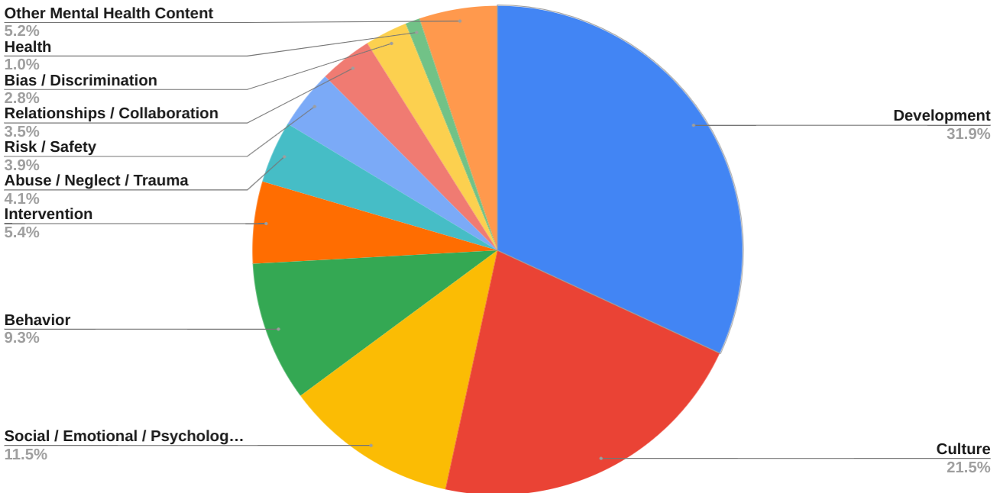 Other Mental Health Content
5.2%
Health
1.0%
Bias / Discrimination
2.8%
Relationships / Collaboration
3.5%
Risk / Safety
3.9%
Abuse / Neglect / Trauma
4.1%
Intervention
5.4%
Behavior
9.3%
Social / Emotional / Psycholog…
11.5%
Development
31.9%
Culture
21.5%